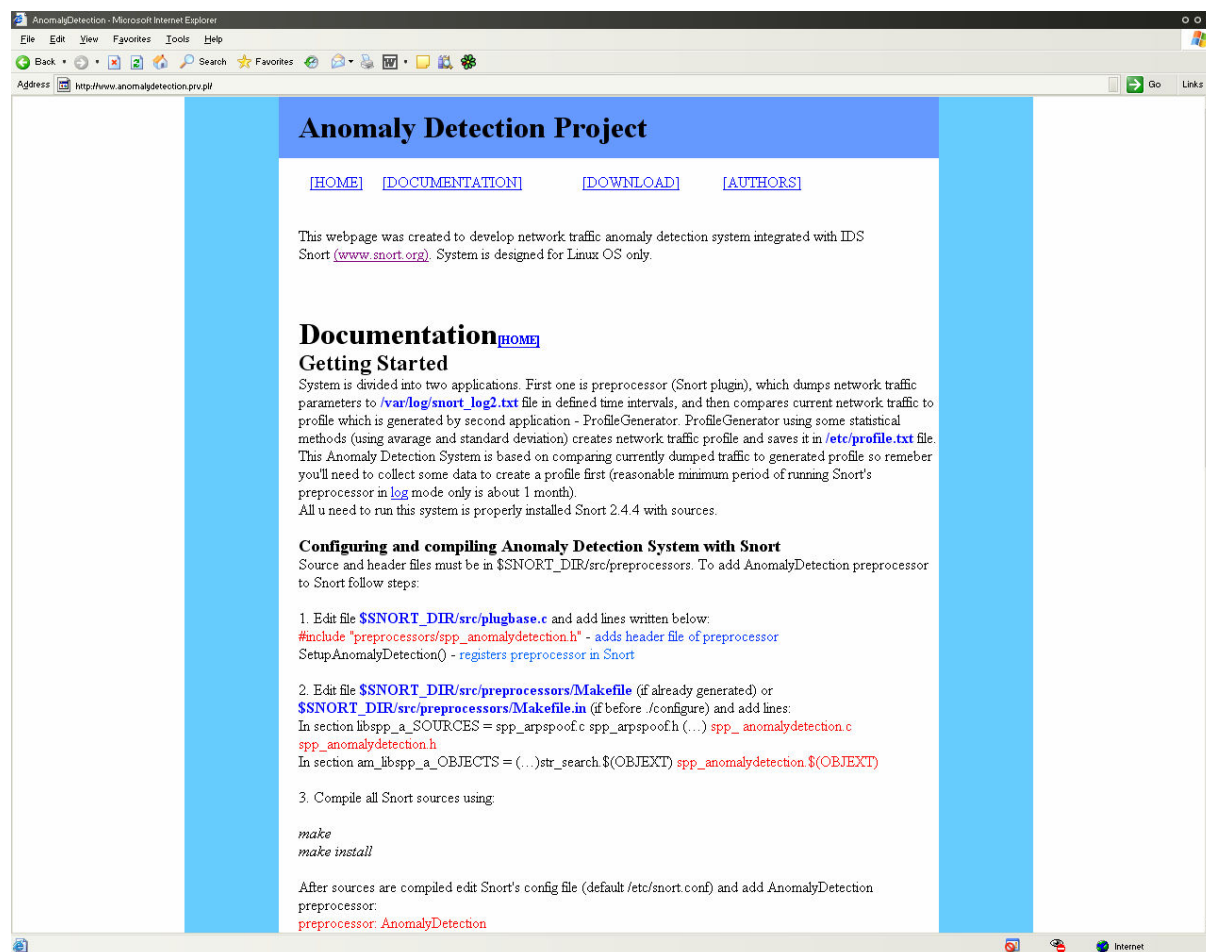 AnomalyDetection - Microsoft Internet Explorer
File Edit View Favorites Tools Help
Back Search Favorites
Address http://www.anomalydetection.prv.pl/ Go Links
Anomaly Detection Project
[HOME] [DOCUMENTATION] [DOWNLOAD] [AUTHORS]
This webpage was created to develop network traffic anomaly detection system integrated with IDS
Snort (www.snort.org). System is designed for Linux OS only.
Documentation[HOME]
Getting Started
System is divided into two applications. First one is preprocessor (Snort plugin), which dumps network traffic
parameters to /var/log/snort_log2.txt file in defined time intervals, and then compares current network traffic to
profile which is generated by second application - ProfileGenerator. ProfileGenerator using some statistical
methods (using avarage and standard deviation) creates network traffic profile and saves it in /etc/profile.txt file.
This Anomaly Detection System is based on comparing currently dumped traffic to generated profile so remeber
you'll need to collect some data to create a profile first (reasonable minimum period of running Snort's
preprocessor in log mode only is about 1 month).
All u need to run this system is properly installed Snort 2.4.4 with sources.
Configuring and compiling Anomaly Detection System with Snort
Source and header files must be in $SNORT_DIR/src/preprocessors. To add AnomalyDetection preprocessor
to Snort follow steps:
1. Edit file $SNORT_DIR/src/plugbase.c and add lines written below:
#include "preprocessors/spp_anomalydetection.h" - adds header file of preprocessor
SetupAnomalyDetection() - registers preprocessor in Snort
2. Edit file $SNORT_DIR/src/preprocessors/Makefile (if already generated) or
$SNORT_DIR/src/preprocessors/Makefile.in (if before ./configure) and add lines:
In section libspp_a_SOURCES = spp_arpspoof.c spp_arpspoof.h (...) spp_ anomalydetection.c
spp_anomalydetection.h
In section am_libspp_a_OBJECTS = (...)str_search.$(OBJEXT) spp_anomalydetection.$(OBJEXT)
3. Compile all Snort sources using:
make
make install
After sources are compiled edit Snort's config file (default /etc/snort.conf) and add AnomalyDetection
preprocessor:
preprocessor: AnomalyDetection
Internet